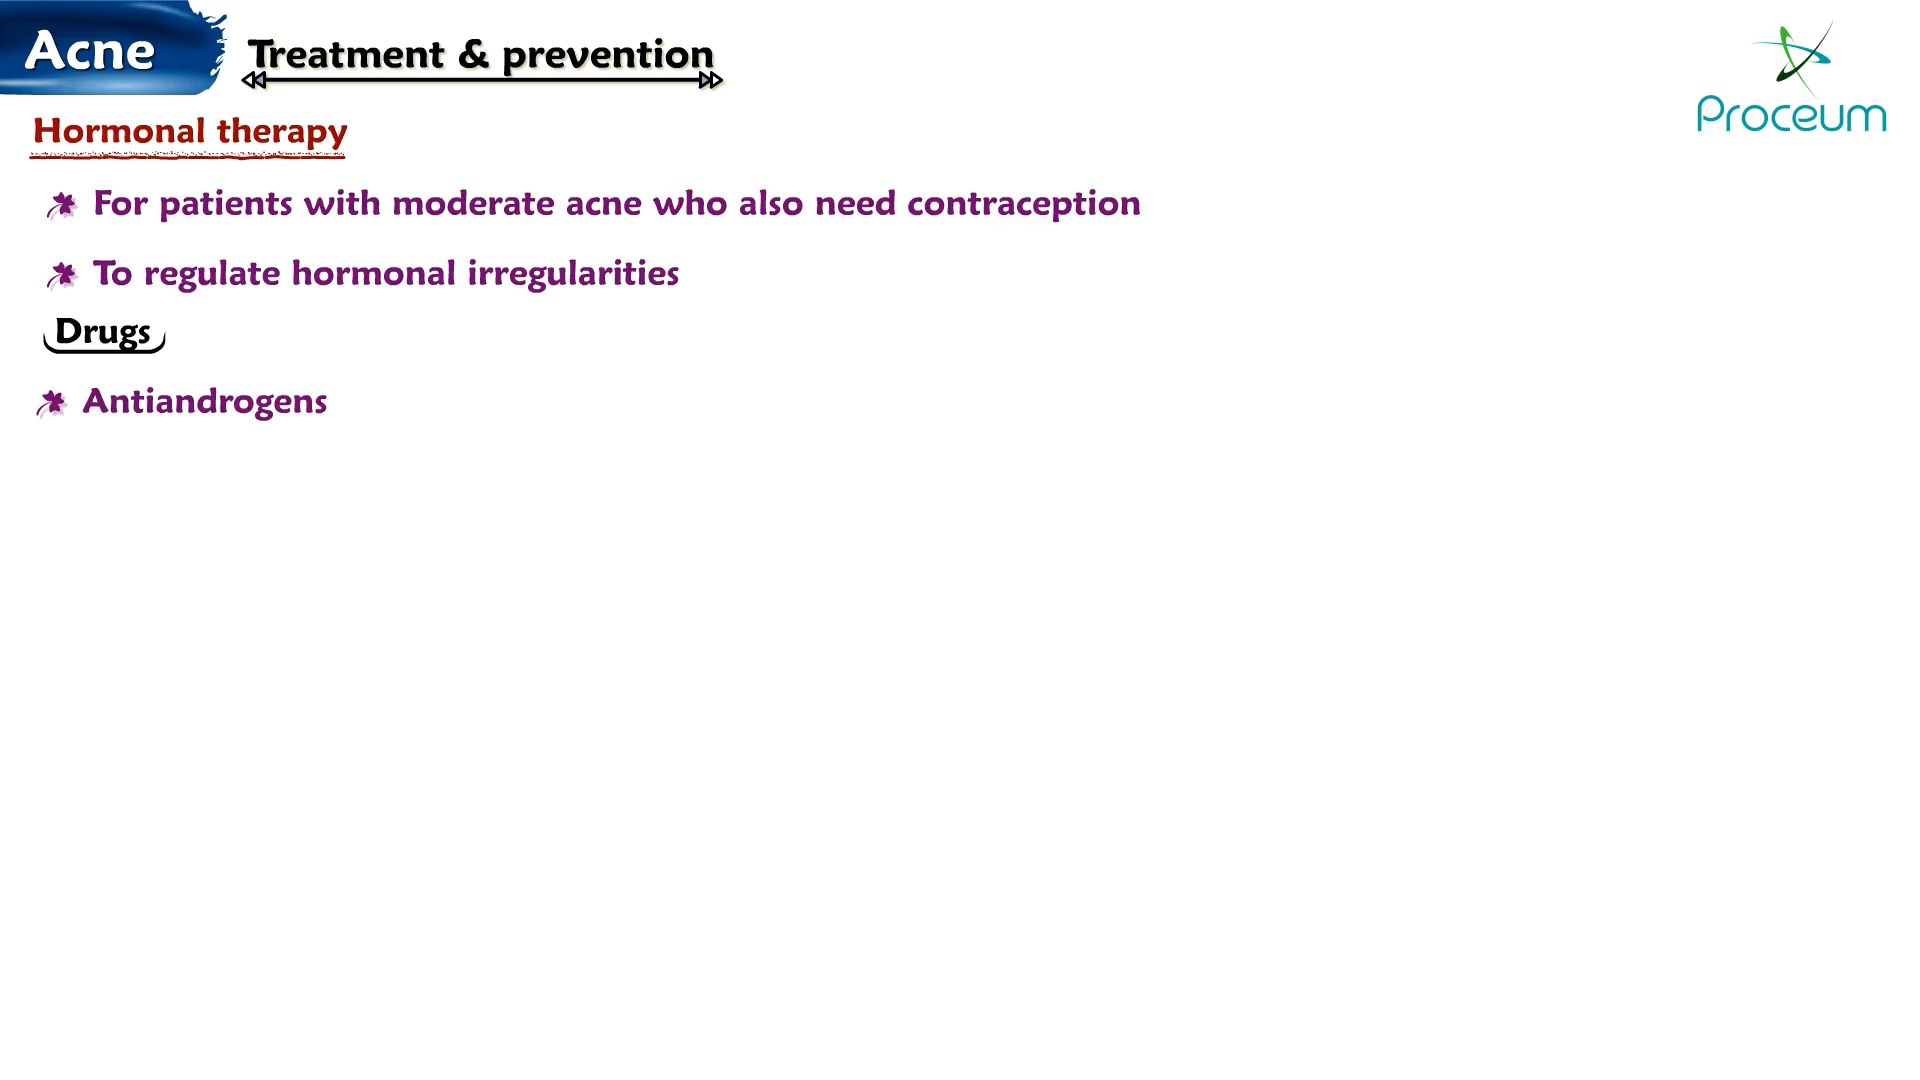 Acne
Treatment & prevention
Proceum
Hormonal therapy
For patients with moderate acne who also need contraception
To regulate hormonal irregularities
Drugs
Antiandrogens